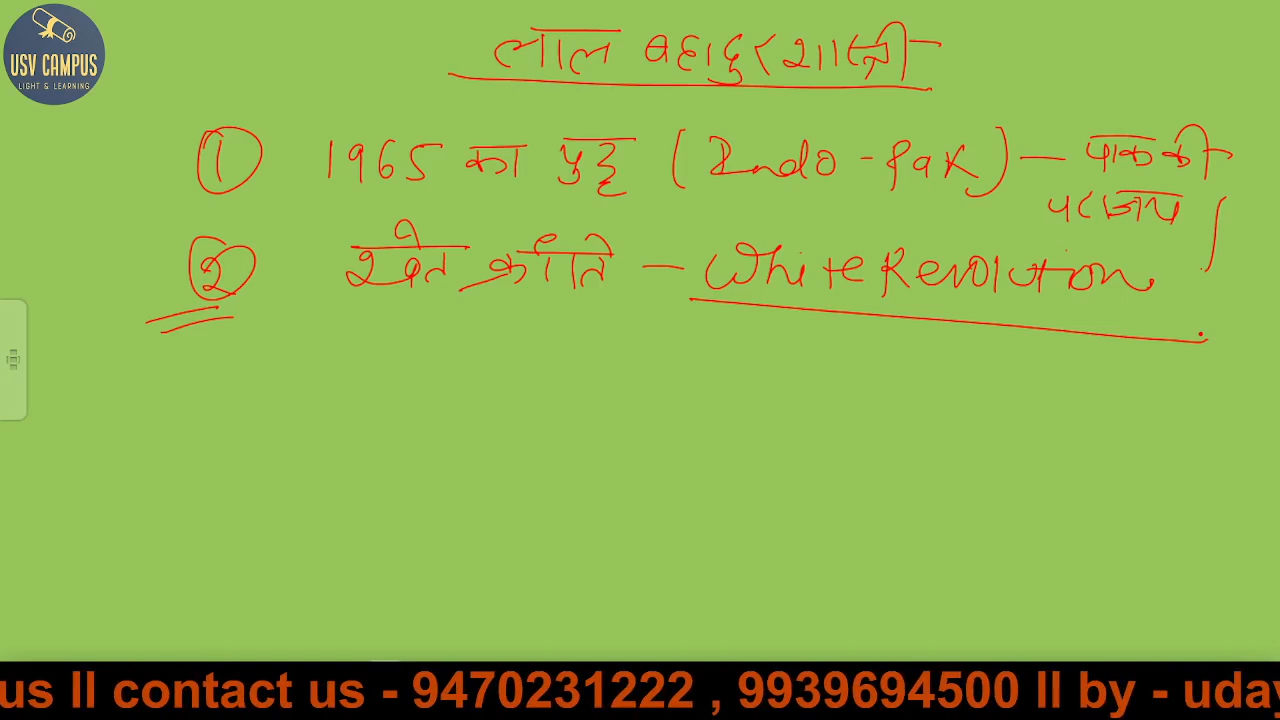 USV CAMPUS
LIGHT & LEARNING
लाल बहादुर शास्त्री
① 1965 का युद्ध (Indo-Pak) — पाक की
पराजय
② श्वेत क्रांति — White Revolution
us ll contact us - 9470231222 , 9939694500 ll by - uday